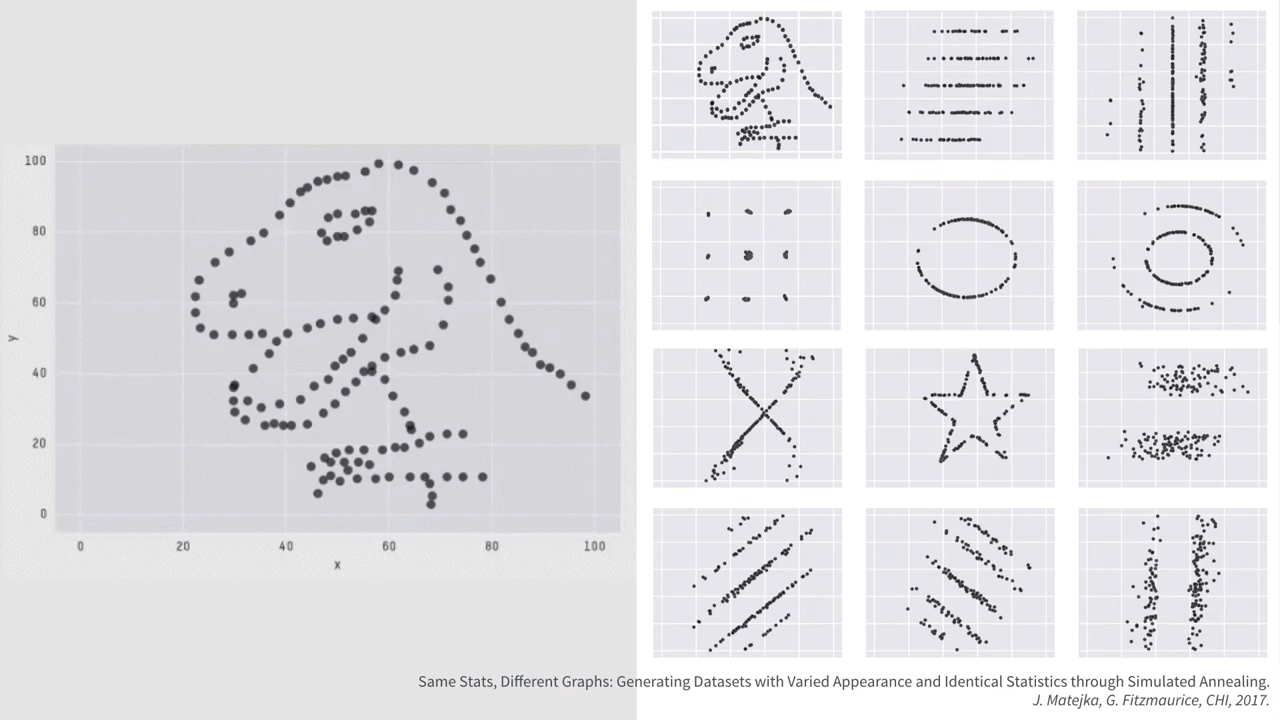 100
80
60
40
20
0
y
0 20 40 60 80 100
x
Same Stats, Different Graphs: Generating Datasets with Varied Appearance and Identical Statistics through Simulated Annealing.
J. Matejka, G. Fitzmaurice, CHI, 2017.